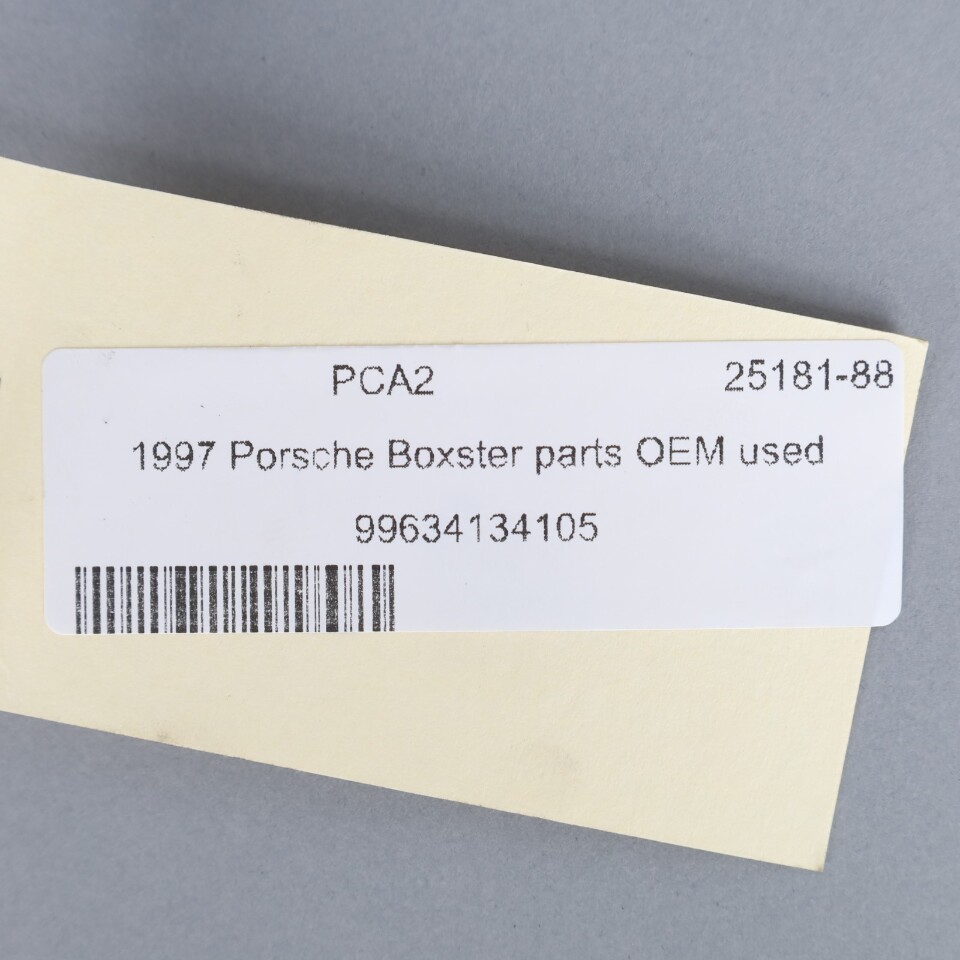 PCA2 25181-88
1997 Porsche Boxster parts OEM used
99634134105